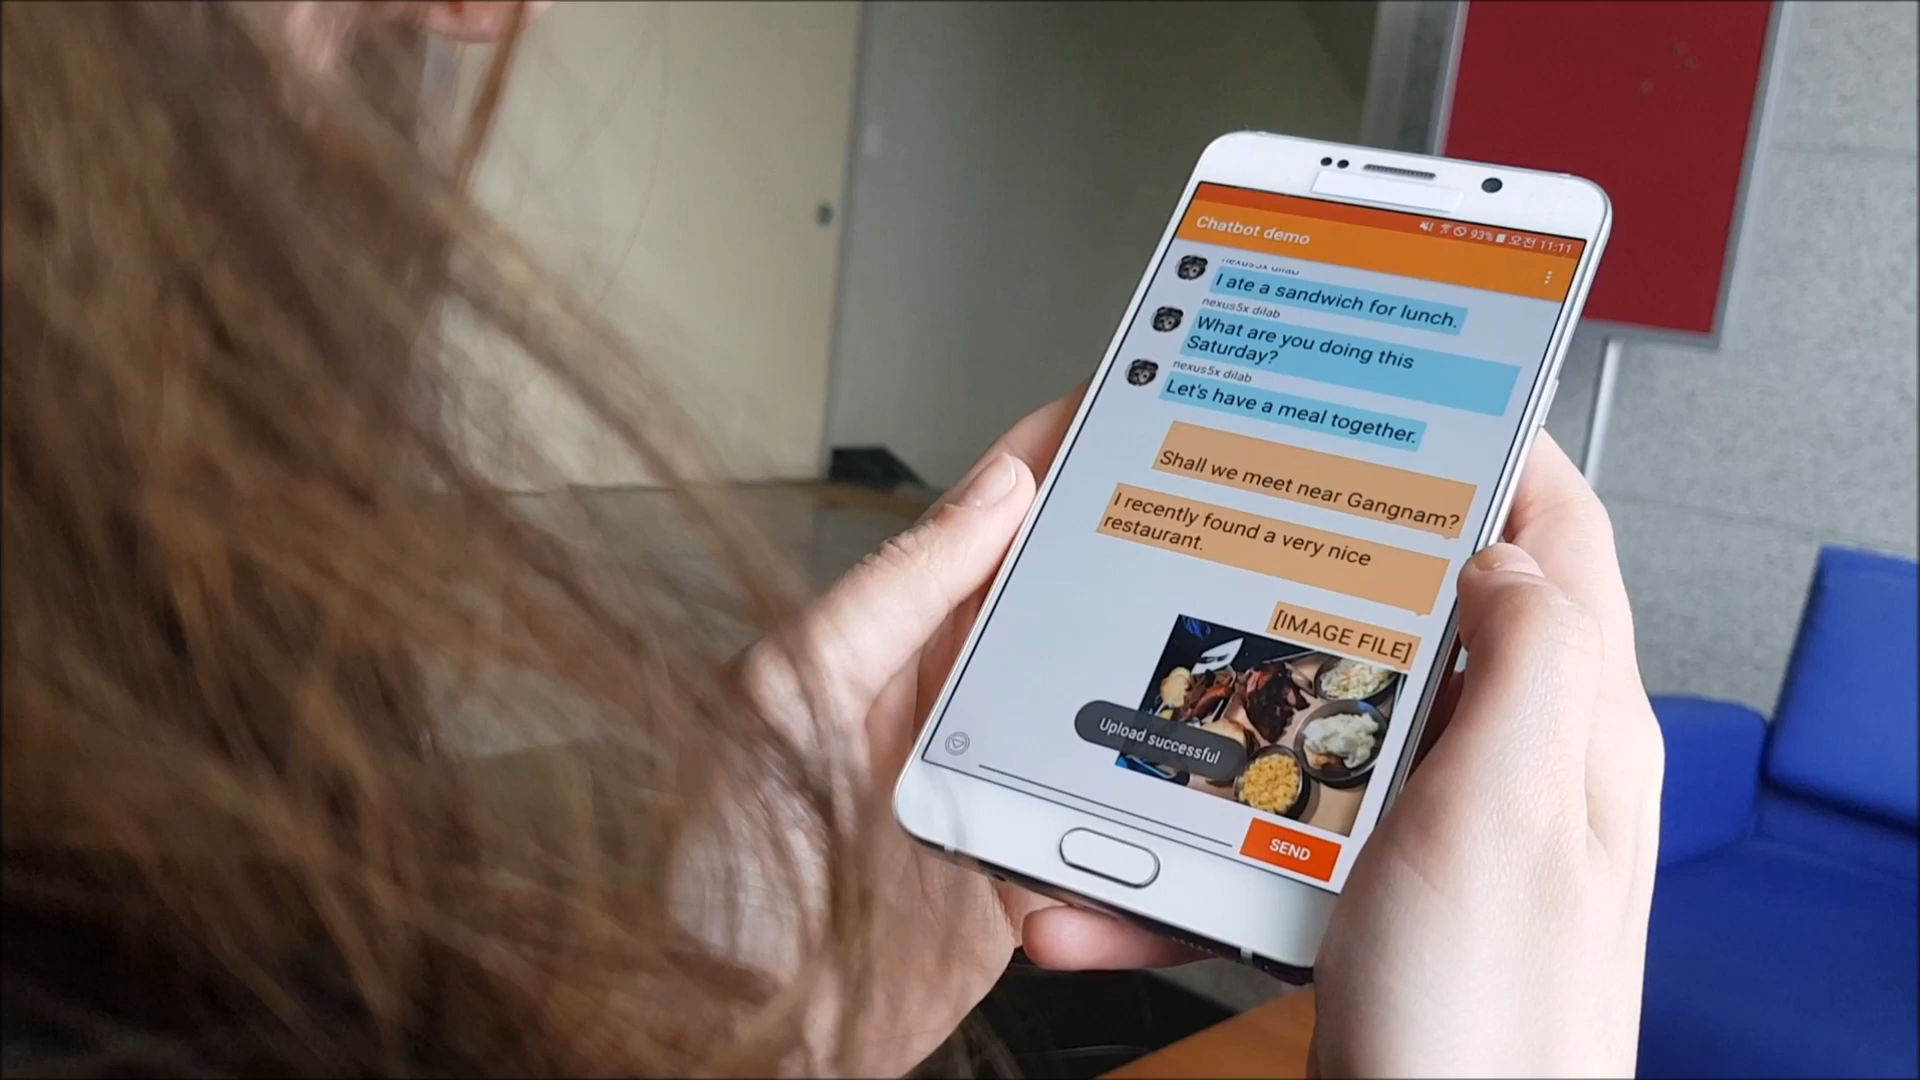 Chatbot demo
93% 오전 11:11
nexus5x dilab
I ate a sandwich for lunch.
nexus5x dilab
What are you doing this
Saturday?
nexus5x dilab
Let's have a meal together.
Shall we meet near Gangnam?
I recently found a very nice
restaurant.
[IMAGE FILE]
Upload successful
SEND